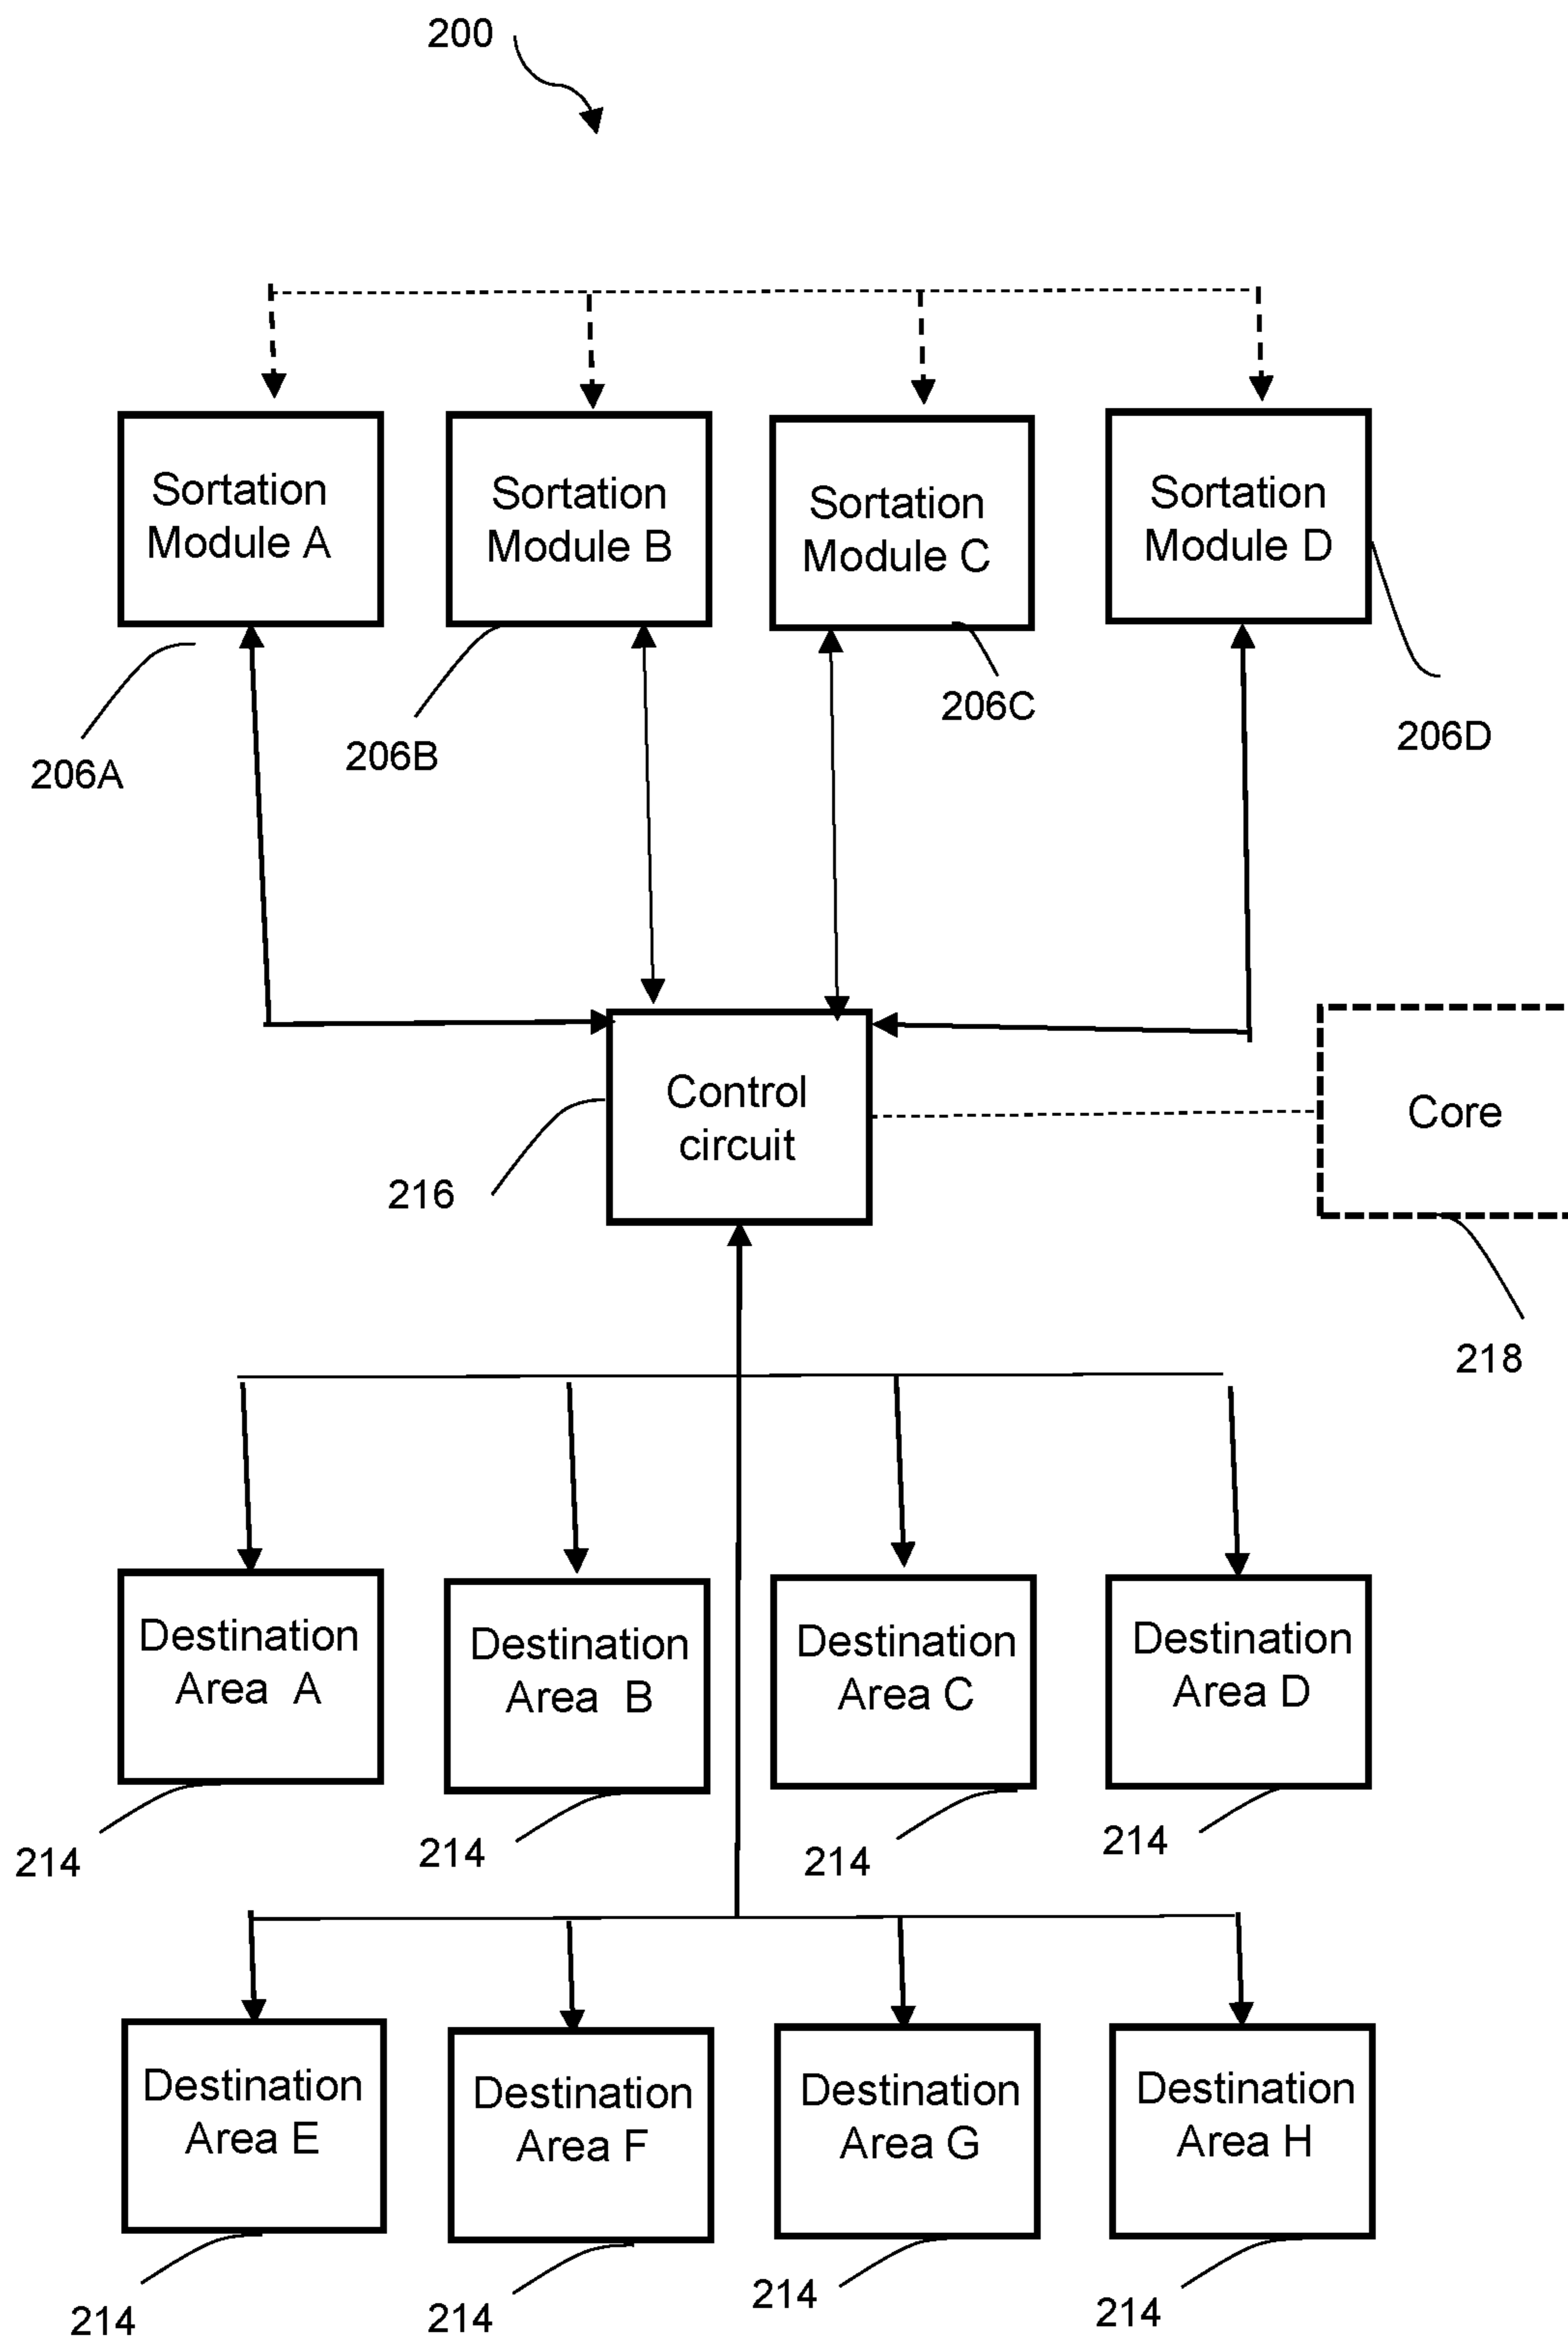 200
Sortation
Module A
Sortation
Module B
Sortation
Module C
Sortation
Module D
206A
206B
206C
206D
Control
circuit
216
Core
218
Destination
Area  A
Destination
Area  B
Destination
Area C
Destination
Area D
214
214
214
214
Destination
Area E
Destination
Area F
Destination
Area G
Destination
Area H
214
214
214
214